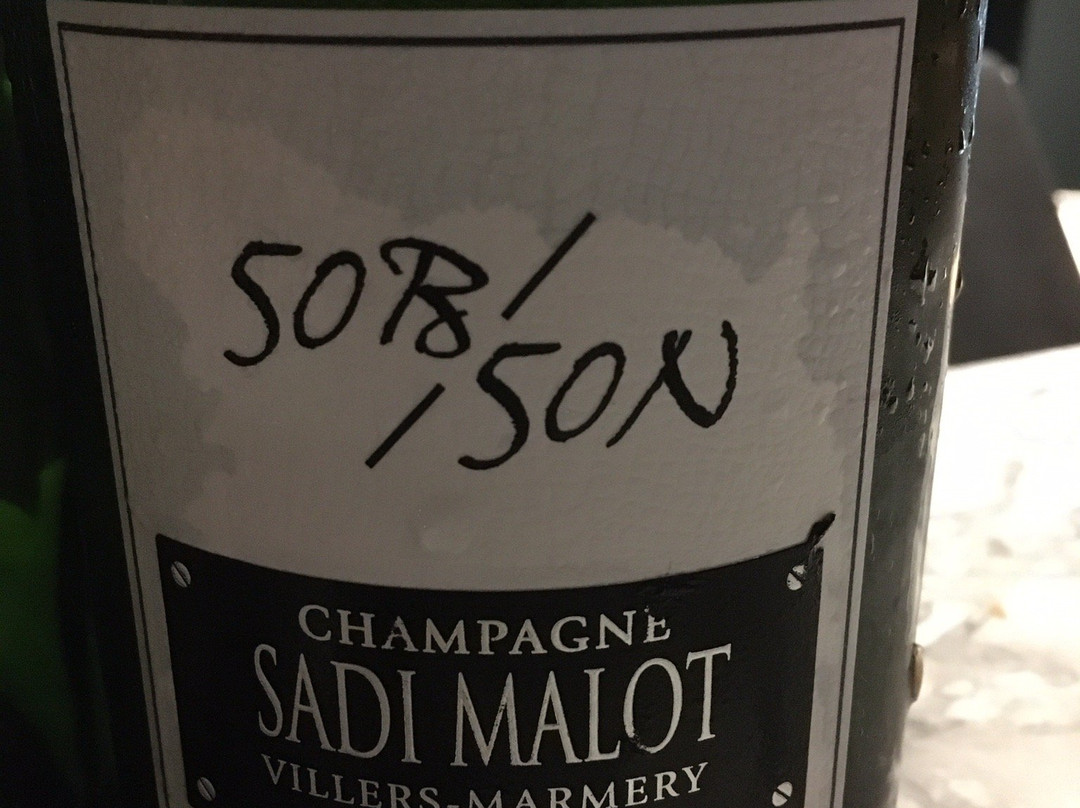 50B/
/50N
CHAMPAGNE
SADI MALOT
VILLERS-MARMERY